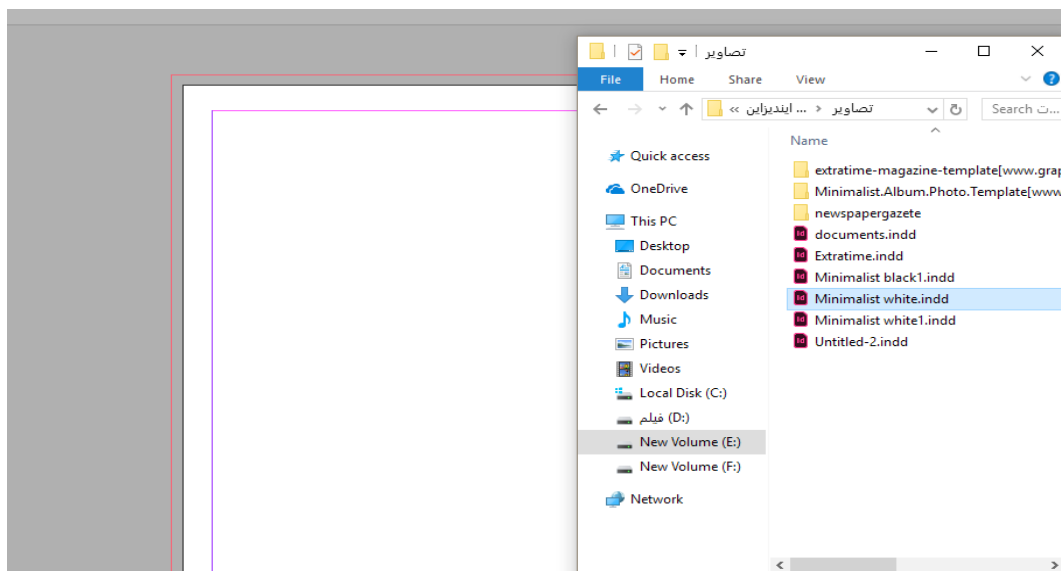 تصاویر
File Home Share View
تصاویر › ... ایندیزاین »
Search ت...
Name
Quick access
OneDrive
This PC
Desktop
Documents
Downloads
Music
Pictures
Videos
Local Disk (C:)
فیلم (D:)
New Volume (E:)
New Volume (F:)
Network
extratime-magazine-template[www.grap
Minimalist.Album.Photo.Template[www
newspapergazete
documents.indd
Extratime.indd
Minimalist black1.indd
Minimalist white.indd
Minimalist white1.indd
Untitled-2.indd